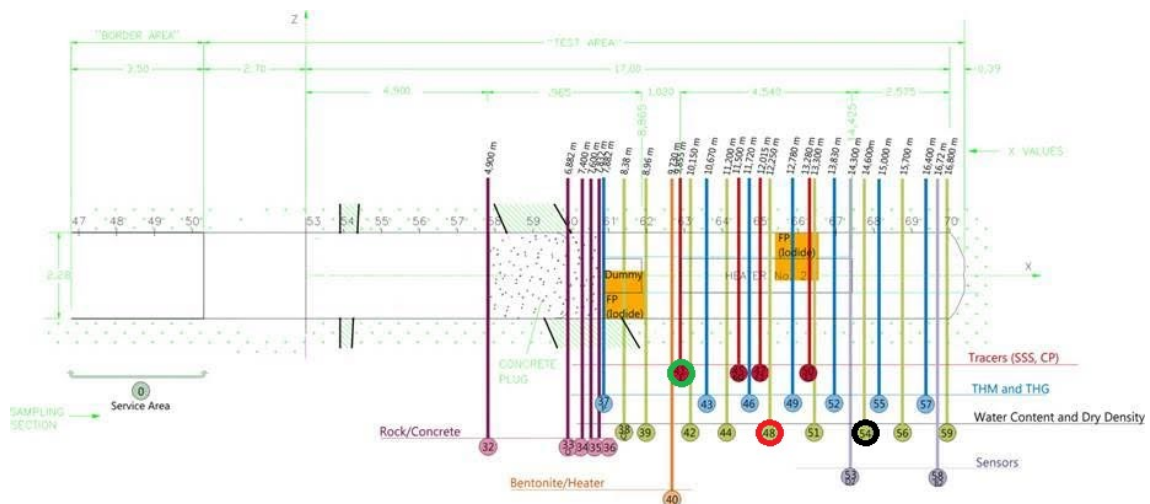 Z
"BORDER AREA"
"TEST AREA"
3,50
2,70
17,00
0,39
4,900
,965
1,020
4,549
2,575
8,865
14,425
X VALUES
4,900 m
6,882 m
7,400 m
7,600 m
7,882 m
8,38 m
8,96 m
9,730 m
9,855 m
10,150 m
10,670 m
11,200 m
11,500 m
11,720 m
12,015 m
12,250 m
12,780 m
13,280 m
13,300 m
13,830 m
14,300 m
14,600m
15,000 m
15,700 m
16,400 m
16,72 m
16,800 m
47 48 49 50 53 54 55 56 57 58 59 60 61 62 63 64 65 66 67 68 69 70
2.28
FP
(Iodide)
Dummy
HEATER No. 2
X
FP
(Iodide)
CONCRETE
PLUG
Tracers (SSS, CP)
0
Service Area
THM and THG
37 43 46 49 52 55 57
SAMPLING
SECTION
Water Content and Dry Density
38 39 42 44 48 51 54 56 59
Rock/Concrete
32 33 34 35 36
Sensors
53 58
Bentonite/Heater
40